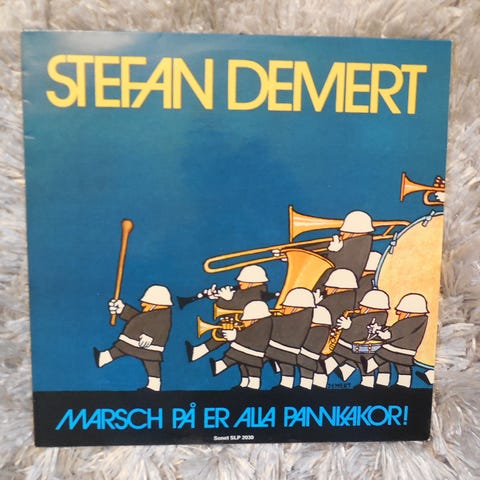 STEFAN DEMERT
DEMERT.
MARSCH PÅ ER ALLA PANNKAKOR!
Sonet SLP 2030